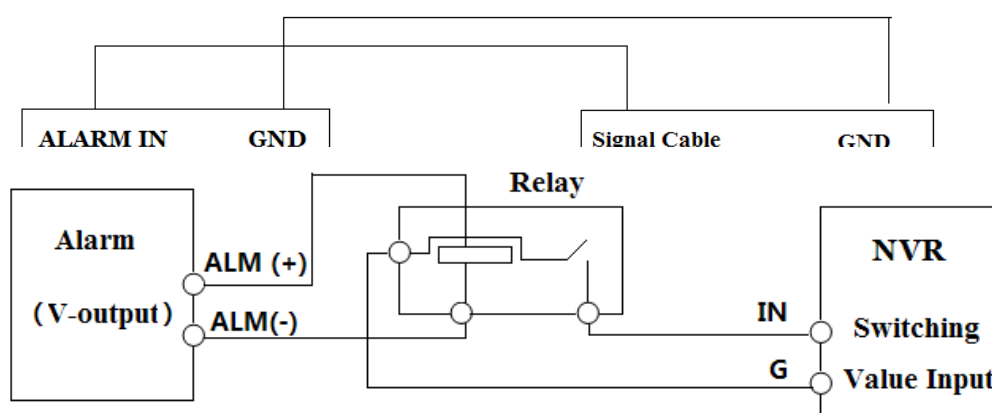 ALARM IN GND
Signal Cable GND
Relay
Alarm
(V-output)
ALM (+)
ALM(-)
NVR
IN
Switching
G
Value Input